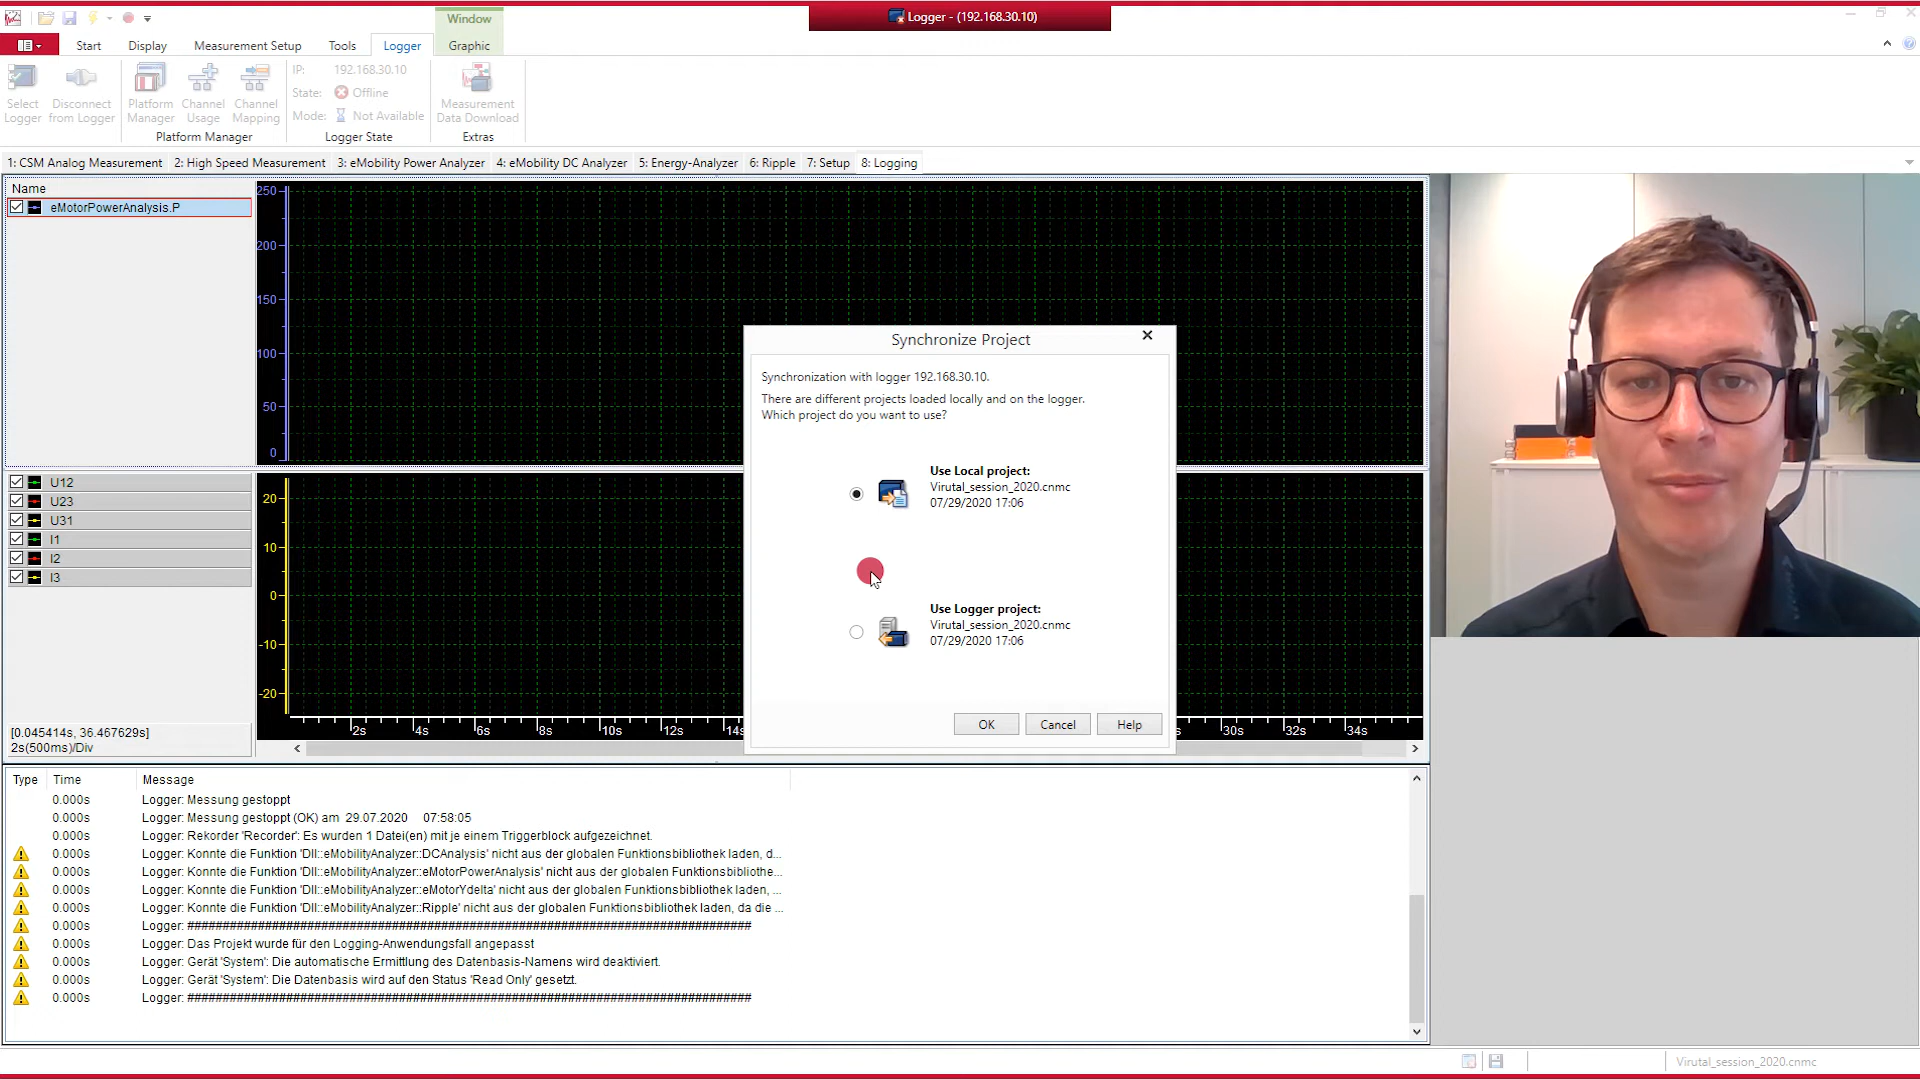 Window
Logger - (192.168.30.10)
Start
Display
Measurement Setup
Tools
Logger
Graphic
Select Logger
Disconnect from Logger
Platform Manager
Channel Usage
Channel Mapping
Platform Manager
IP: 192.168.30.10
State: Offline
Mode: Not Available
Logger State
Measurement Data Download
Extras
1: CSM Analog Measurement
2: High Speed Measurement
3: eMobility Power Analyzer
4: eMobility DC Analyzer
5: Energy-Analyzer
6: Ripple
7: Setup
8: Logging
Name
eMotorPowerAnalysis.P
250
200
150
100
50
0
U12
U23
U31
I1
I2
I3
20
10
0
-10
-20
[0.045414s, 36.467629s]
2s(500ms)/Div
2s
4s
6s
8s
10s
12s
14s
s
30s
32s
34s
Synchronize Project
Synchronization with logger 192.168.30.10.
There are different projects loaded locally and on the logger.
Which project do you want to use?
Use Local project:
Virutal_session_2020.cnmc
07/29/2020 17:06
Use Logger project:
Virutal_session_2020.cnmc
07/29/2020 17:06
OK
Cancel
Help
Type
Time
Message
0.000s Logger: Messung gestoppt
0.000s Logger: Messung gestoppt (OK) am 29.07.2020 07:58:05
0.000s Logger: Rekorder 'Recorder': Es wurden 1 Datei(en) mit je einem Triggerblock aufgezeichnet.
0.000s Logger: Konnte die Funktion 'Dll::eMobilityAnalyzer::DCAnalysis' nicht aus der globalen Funktionsbibliothek laden, d...
0.000s Logger: Konnte die Funktion 'Dll::eMobilityAnalyzer::eMotorPowerAnalysis' nicht aus der globalen Funktionsbibliothe...
0.000s Logger: Konnte die Funktion 'Dll::eMobilityAnalyzer::eMotorYdelta' nicht aus der globalen Funktionsbibliothek laden, ...
0.000s Logger: Konnte die Funktion 'Dll::eMobilityAnalyzer::Ripple' nicht aus der globalen Funktionsbibliothek laden, da die ...
0.000s Logger: ################################################################################
0.000s Logger: Das Projekt wurde für den Logging-Anwendungsfall angepasst
0.000s Logger: Gerät 'System': Die automatische Ermittlung des Datenbasis-Namens wird deaktiviert.
0.000s Logger: Gerät 'System': Die Datenbasis wird auf den Status 'Read Only' gesetzt.
0.000s Logger: ################################################################################
Virutal_session_2020.cnmc